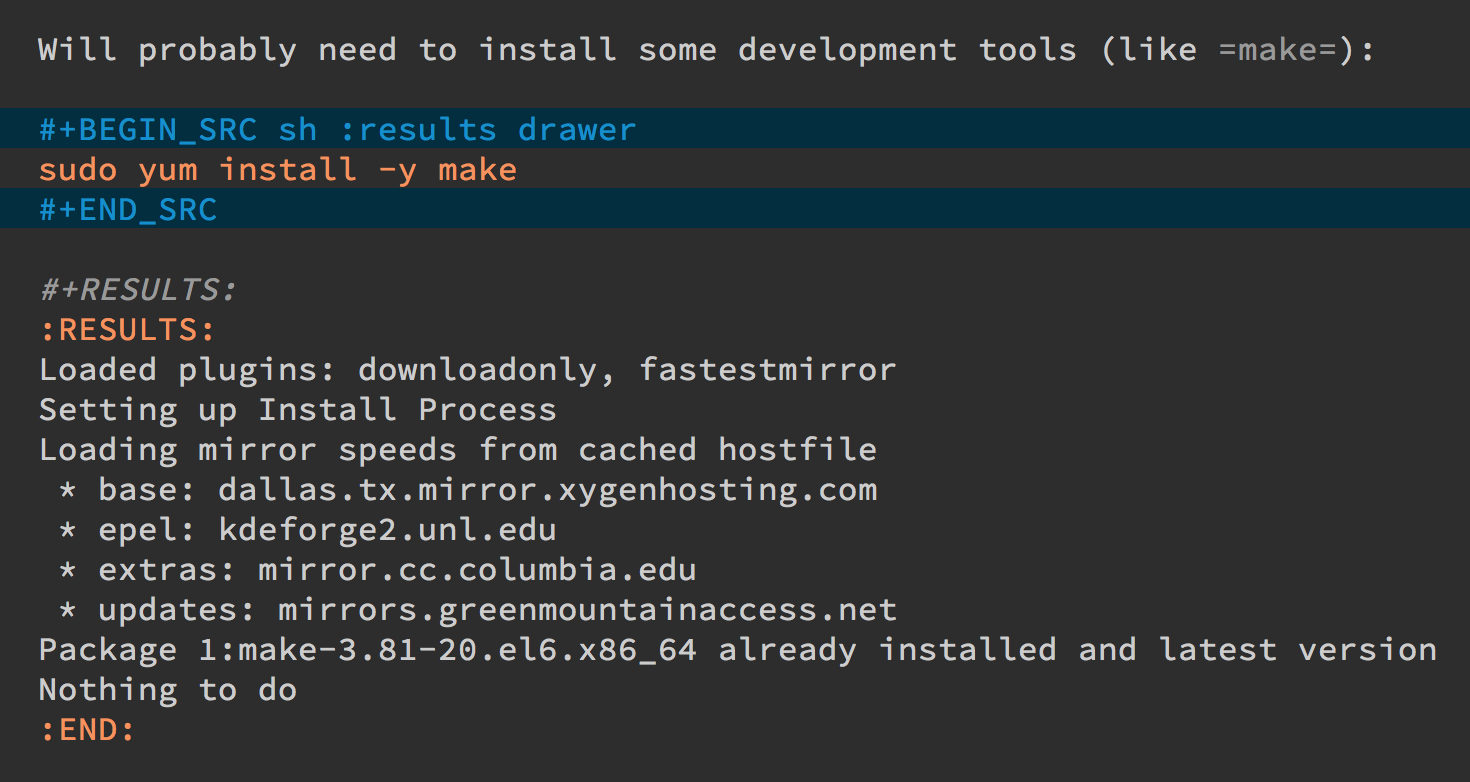 Will probably need to install some development tools (like =make=):
#+BEGIN_SRC sh :results drawer
sudo yum install -y make
#+END_SRC
#+RESULTS:
:RESULTS:
Loaded plugins: downloadonly, fastestmirror
Setting up Install Process
Loading mirror speeds from cached hostfile
 * base: dallas.tx.mirror.xygenhosting.com
 * epel: kdeforge2.unl.edu
 * extras: mirror.cc.columbia.edu
 * updates: mirrors.greenmountainaccess.net
Package 1:make-3.81-20.el6.x86_64 already installed and latest version
Nothing to do
:END: